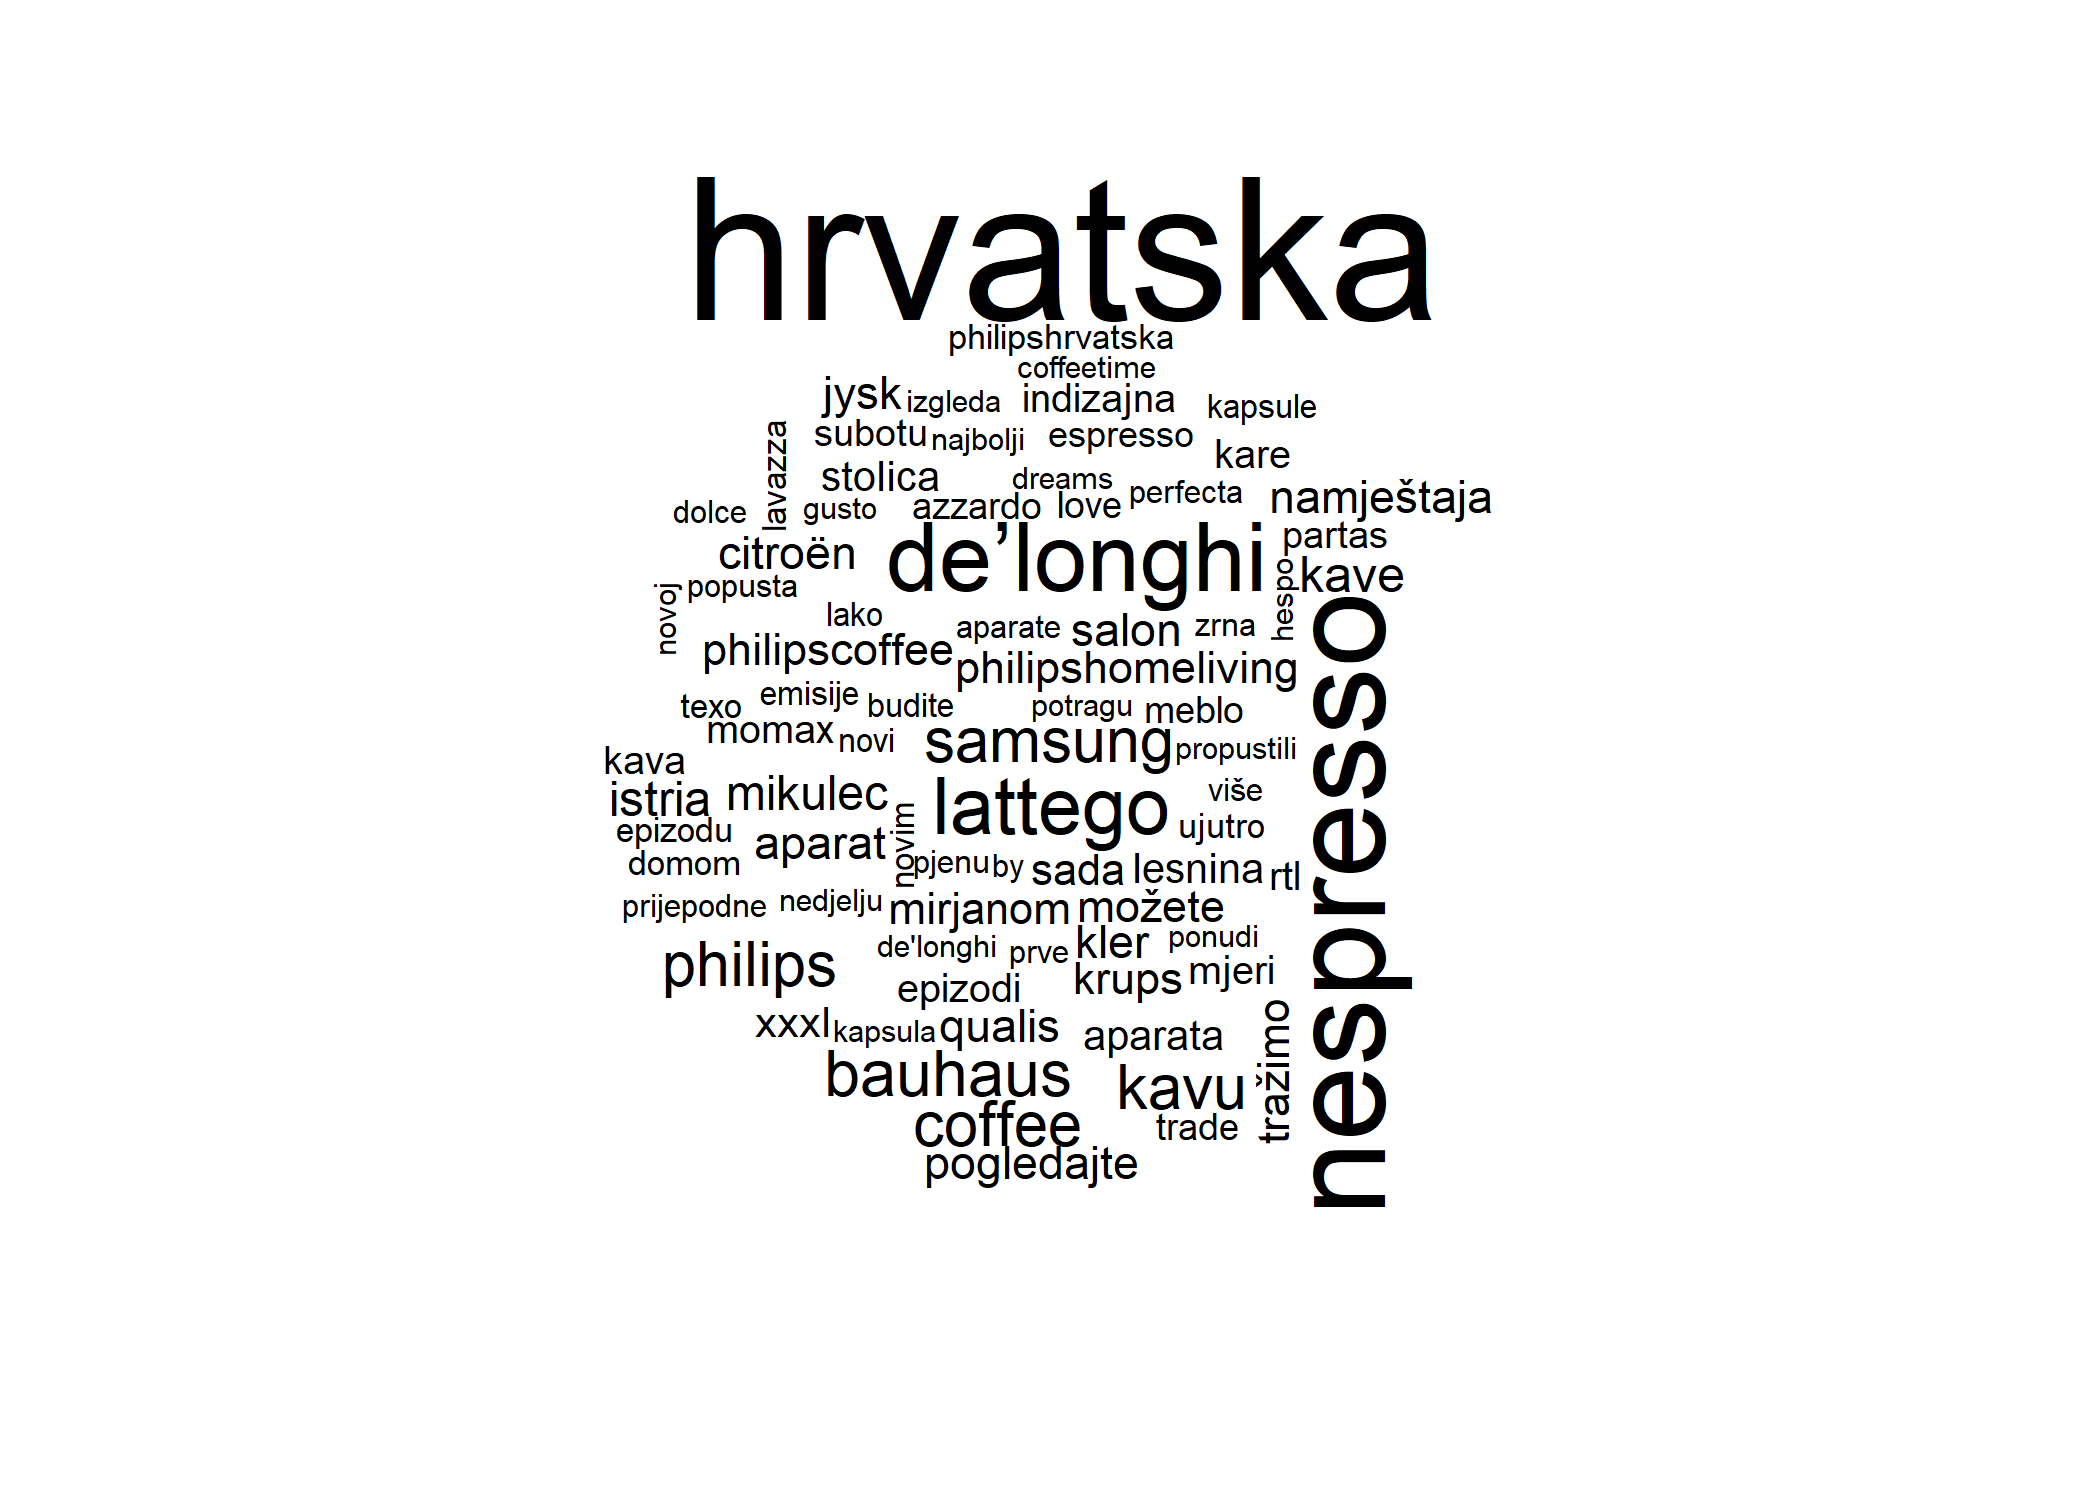 hrvatska
philipshrvatska
coffeetime
jysk izgleda indizajna kapsule
subotu najbolji espresso
kare
lavazza
stolica dreams
perfecta namještaja
dolce gusto azzardo love
partas
citroën de’longhi
hespo kave
novoj popusta
lako
aparate salon zrna
philipscoffee philipshomeliving
nespresso
texo emisije budite potragu meblo
momax novi samsung propustili
kava
istria mikulec lattego više
epizodu aparat novim ujutro
domom pjenu by sada lesnina rtl
prijepodne nedjelju mirjanom možete
philips de'longhi prve kler ponudi
epizodi krups mjeri
xxxl kapsula qualis aparata
tražimo
bauhaus kavu
coffee trade
pogledajte